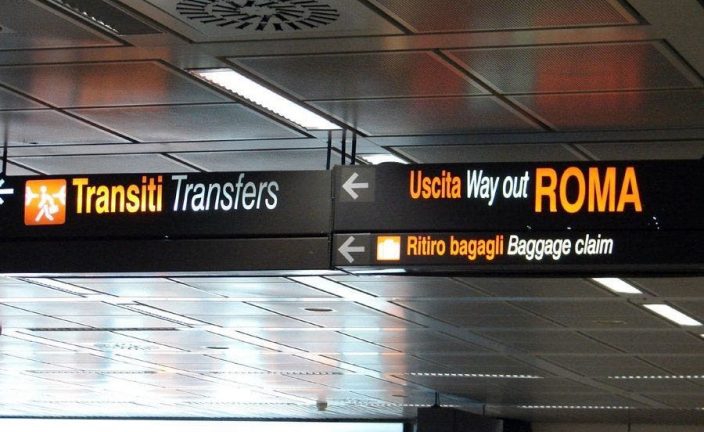 Transiti Transfers
Uscita Way out ROMA
Ritiro bagagli Baggage claim